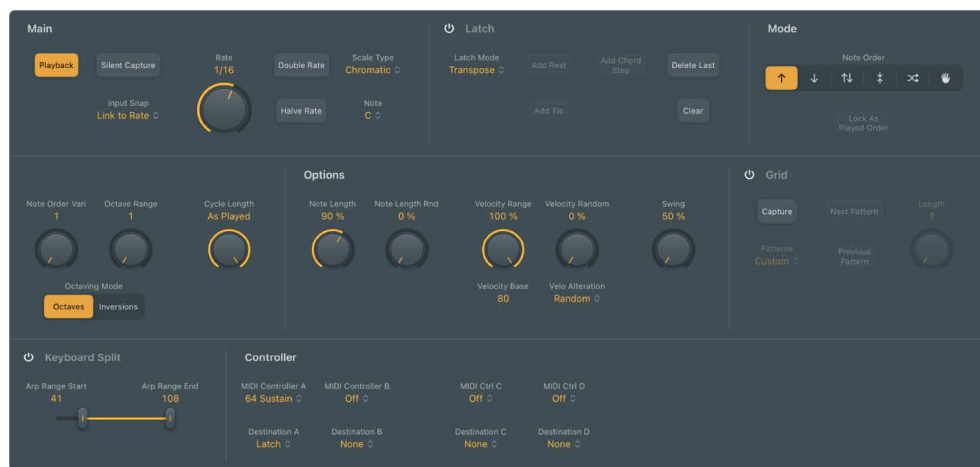 Main
Latch
Mode
Playback
Silent Capture
Rate
1/16
Double Rate
Scale Type
Chromatic
Latch Mode
Transpose
Add Rest
Add Chord
Step
Delete Last
Note Order
Input Snap
Link to Rate
Halve Rate
Note
C
Add Tie
Clear
Lock As
Played Order
Options
Grid
Note Order Vari
1
Octave Range
1
Cycle Length
As Played
Note Length
90 %
Note Length Rnd
0 %
Velocity Range
100 %
Velocity Random
0 %
Swing
50 %
Capture
Next Pattern
Length
1
Patterns
Custom
Previous
Pattern
Octaving Mode
Octaves
Inversions
Velocity Base
80
Velo Alteration
Random
Keyboard Split
Controller
Arp Range Start
41
Arp Range End
108
MIDI Controller A
64 Sustain
MIDI Controller B
Off
MIDI Ctrl C
Off
MIDI Ctrl D
Off
Destination A
Latch
Destination B
None
Destination C
None
Destination D
None